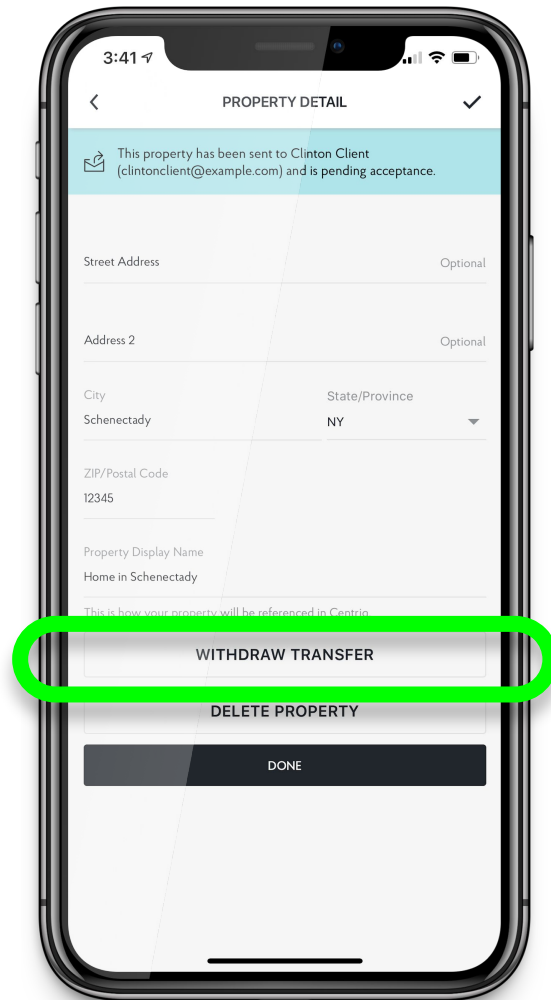 3:41
PROPERTY DETAIL
This property has been sent to Clinton Client
(clintonclient@example.com) and is pending acceptance.
Street Address Optional
Address 2 Optional
City State/Province
Schenectady NY
ZIP/Postal Code
12345
Property Display Name
Home in Schenectady
This is how your property will be referenced in Centriq.
WITHDRAW TRANSFER
DELETE PROPERTY
DONE